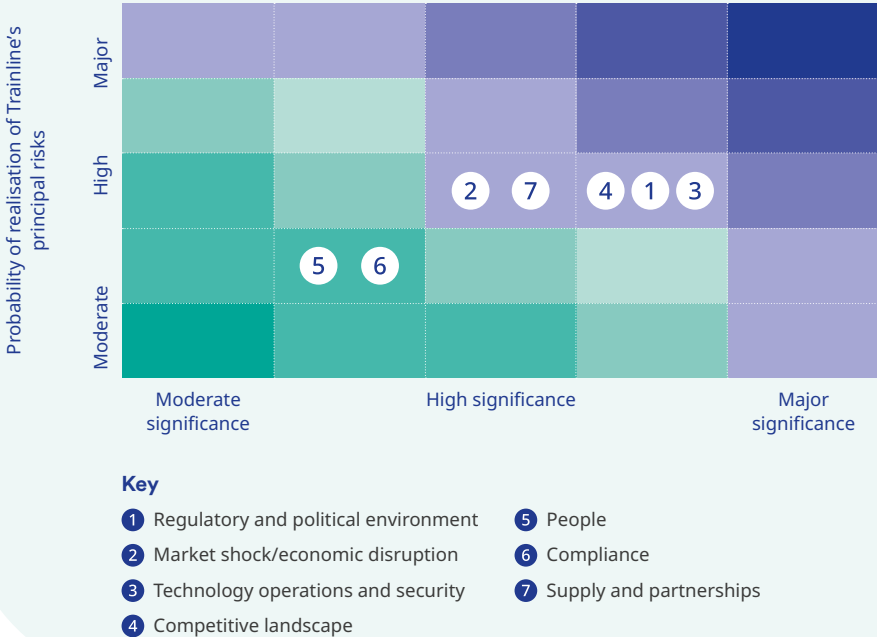 Probability of realisation of Trainline’s
principal risks
Major
High
Moderate
2
7
4
1
3
5
6
Moderate
significance
High significance
Major
significance
Key
1 Regulatory and political environment
2 Market shock/economic disruption
3 Technology operations and security
4 Competitive landscape
5 People
6 Compliance
7 Supply and partnerships